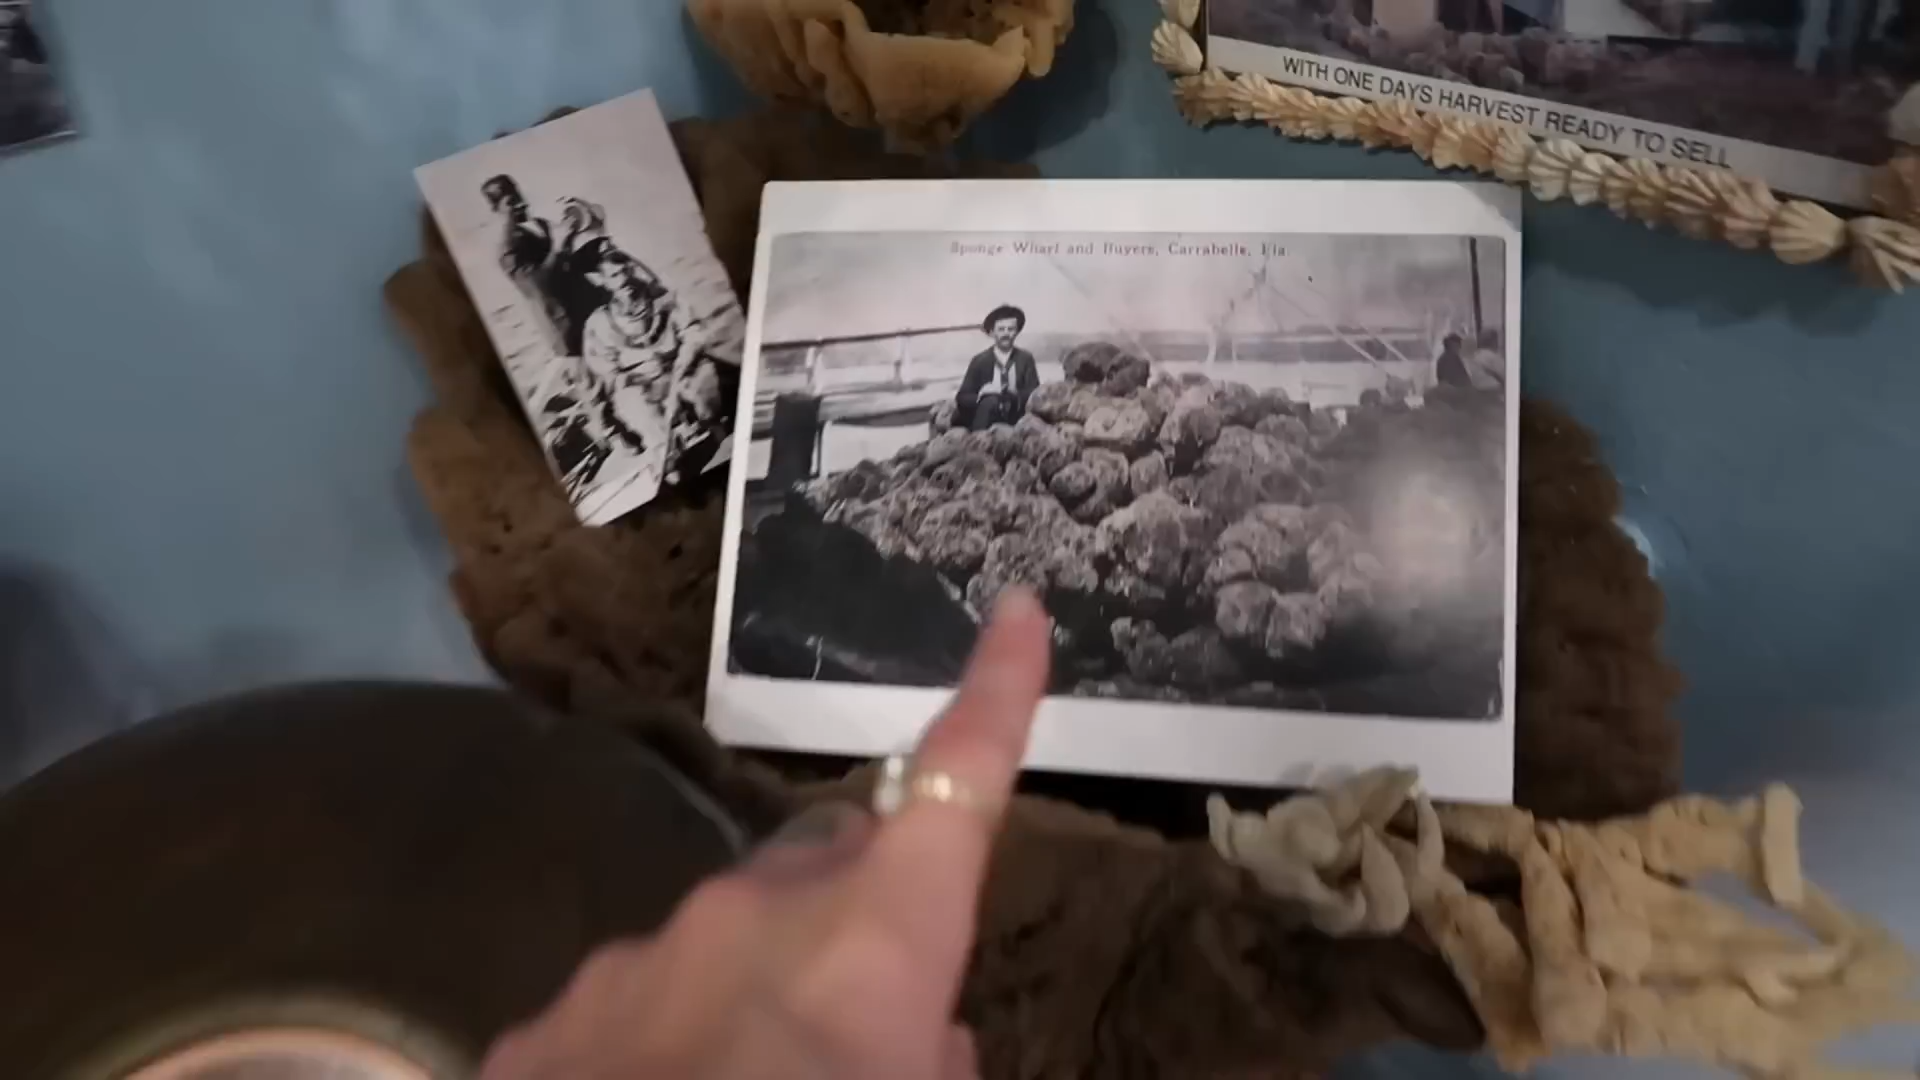 WITH ONE DAYS HARVEST READY TO SELL
Sponge Wharf and Buyers, Carrabelle, Fla.